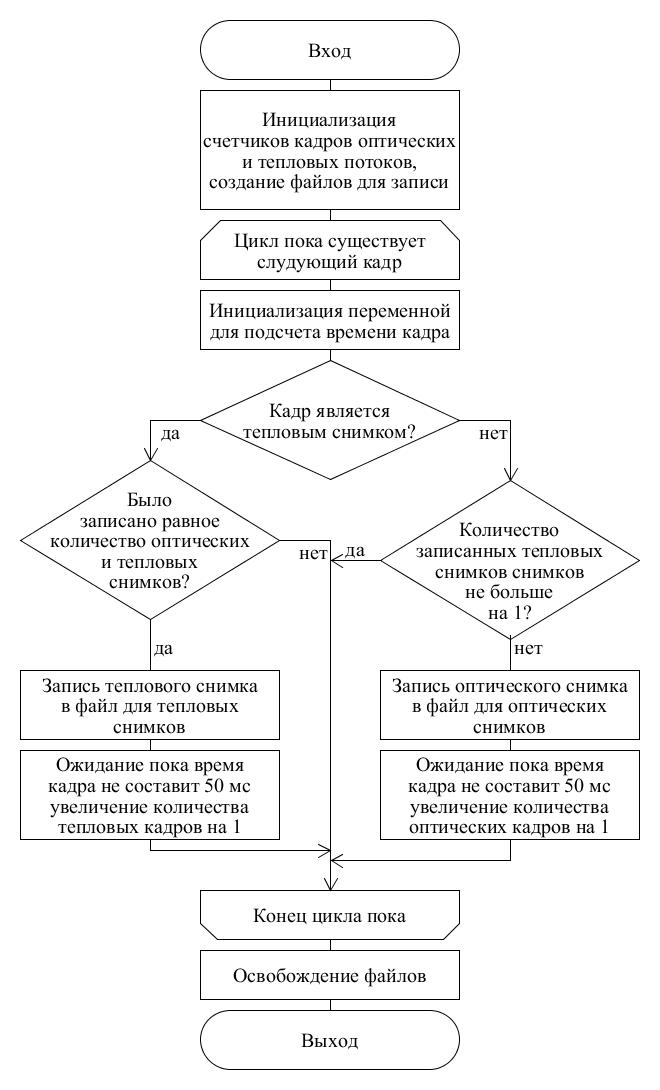 Вход
Инициализация
счетчиков кадров оптических
и тепловых потоков,
создание файлов для записи
Цикл пока существует
слудующий кадр
Инициализация переменной
для подсчета времени кадра
Кадр является
тепловым снимком?
да
нет
Было
записано равное
количество оптических
и тепловых
снимков?
нет
да
Количество
записанных тепловых
снимков снимков
не больше
на 1?
да
нет
Запись теплового снимка
в файл для тепловых
снимков
Запись оптического снимка
в файл для оптических
снимков
Ожидание пока время
кадра не составит 50 мс
увеличение количества
тепловых кадров на 1
Ожидание пока время
кадра не составит 50 мс
увеличение количества
оптических кадров на 1
Конец цикла пока
Освобождение файлов
Выход